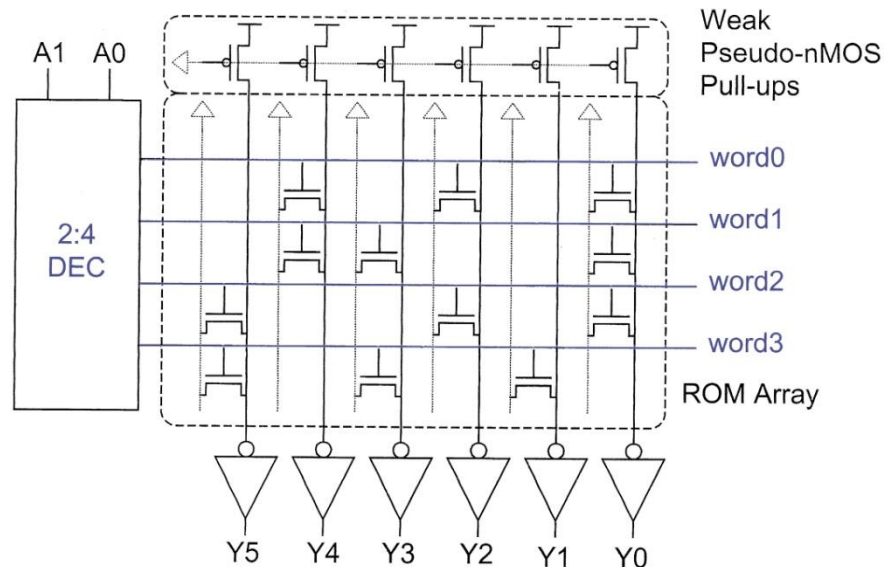 Weak
Pseudo-nMOS
Pull-ups
A1 A0
word0
word1
2:4
DEC
word2
word3
ROM Array
Y5 Y4 Y3 Y2 Y1 Y0